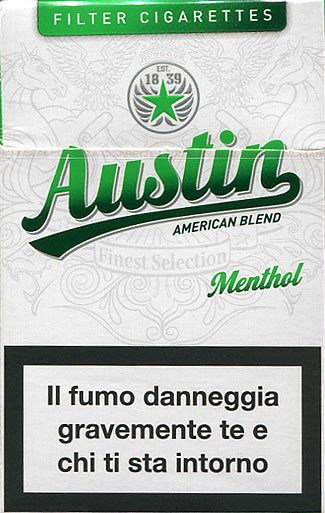 FILTER CIGARETTES
EST.
18 39
Austin
AMERICAN BLEND
Finest Selection
Menthol
Il fumo danneggia
gravemente te e
chi ti sta intorno